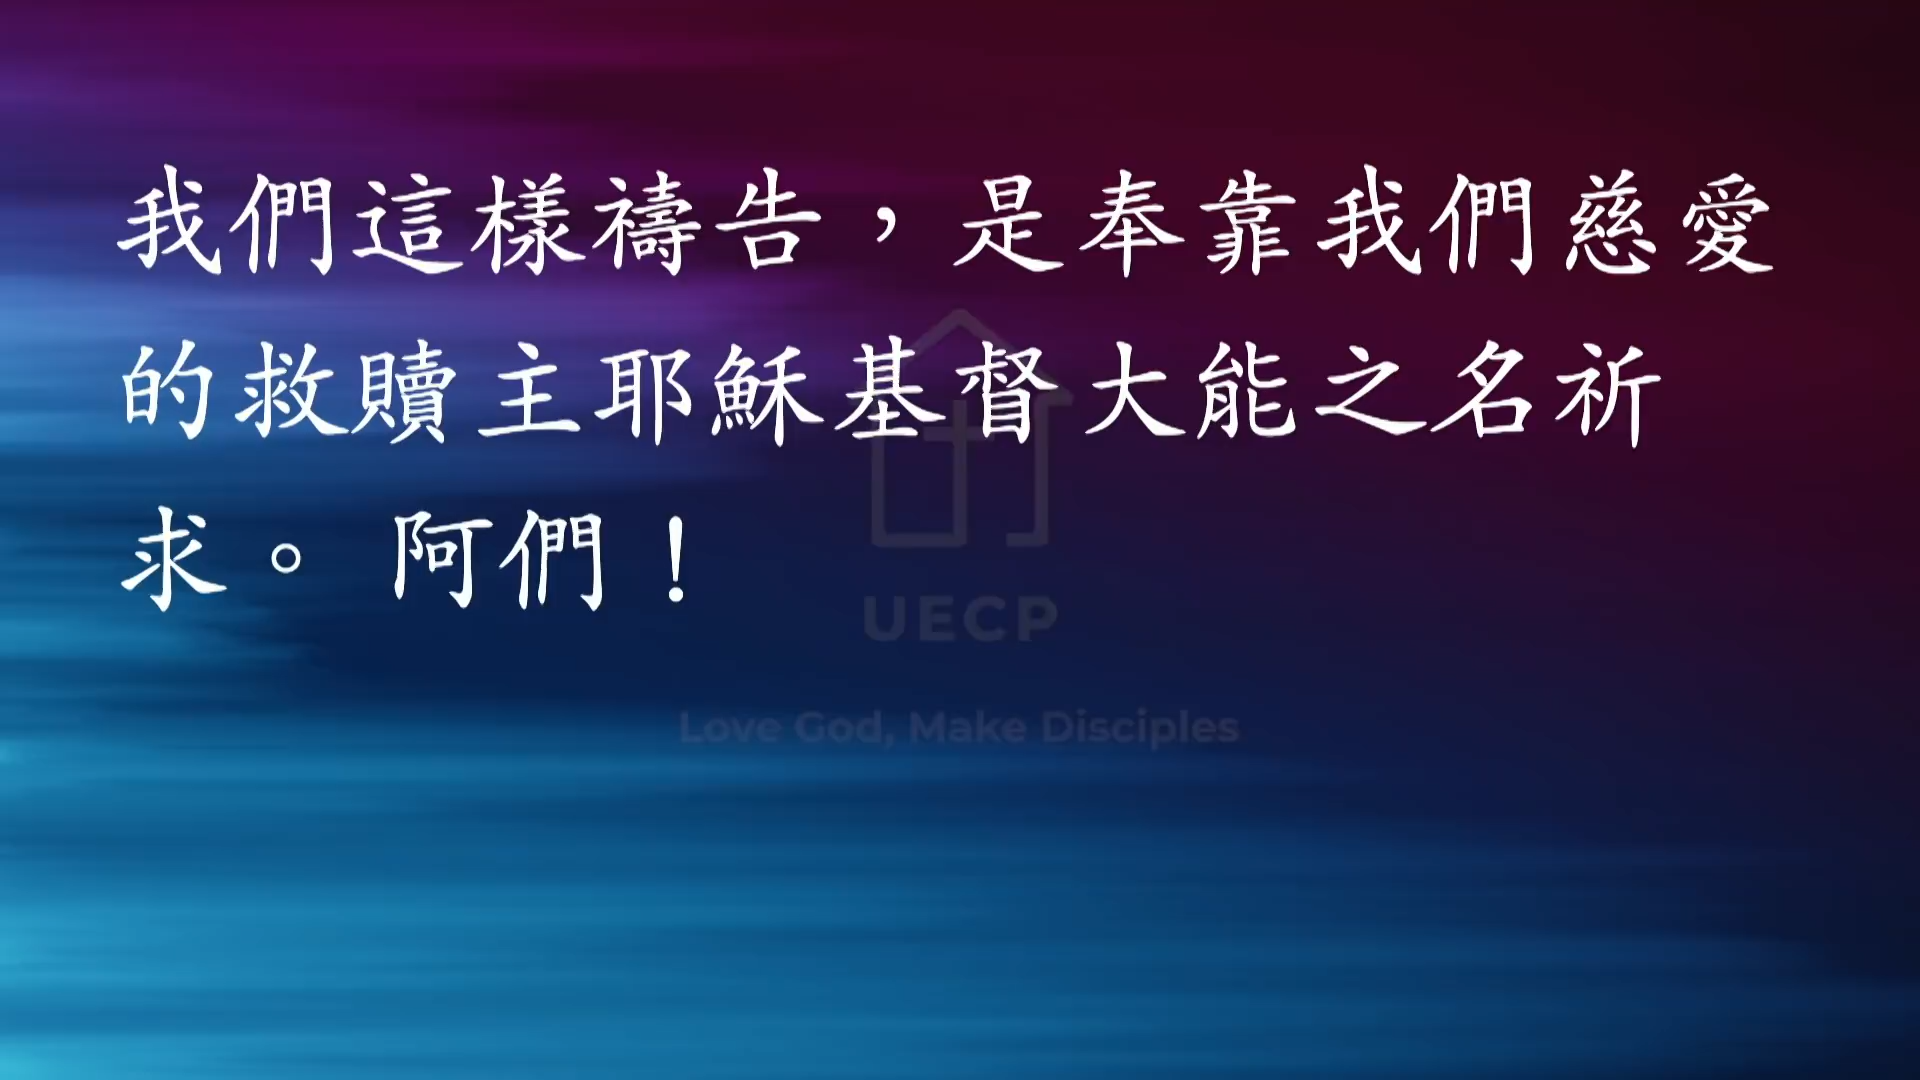 我們這樣禱告，是奉靠我們慈愛
的救贖主耶穌基督大能之名祈
求。 阿們！
UECP
Love God, Make Disciples